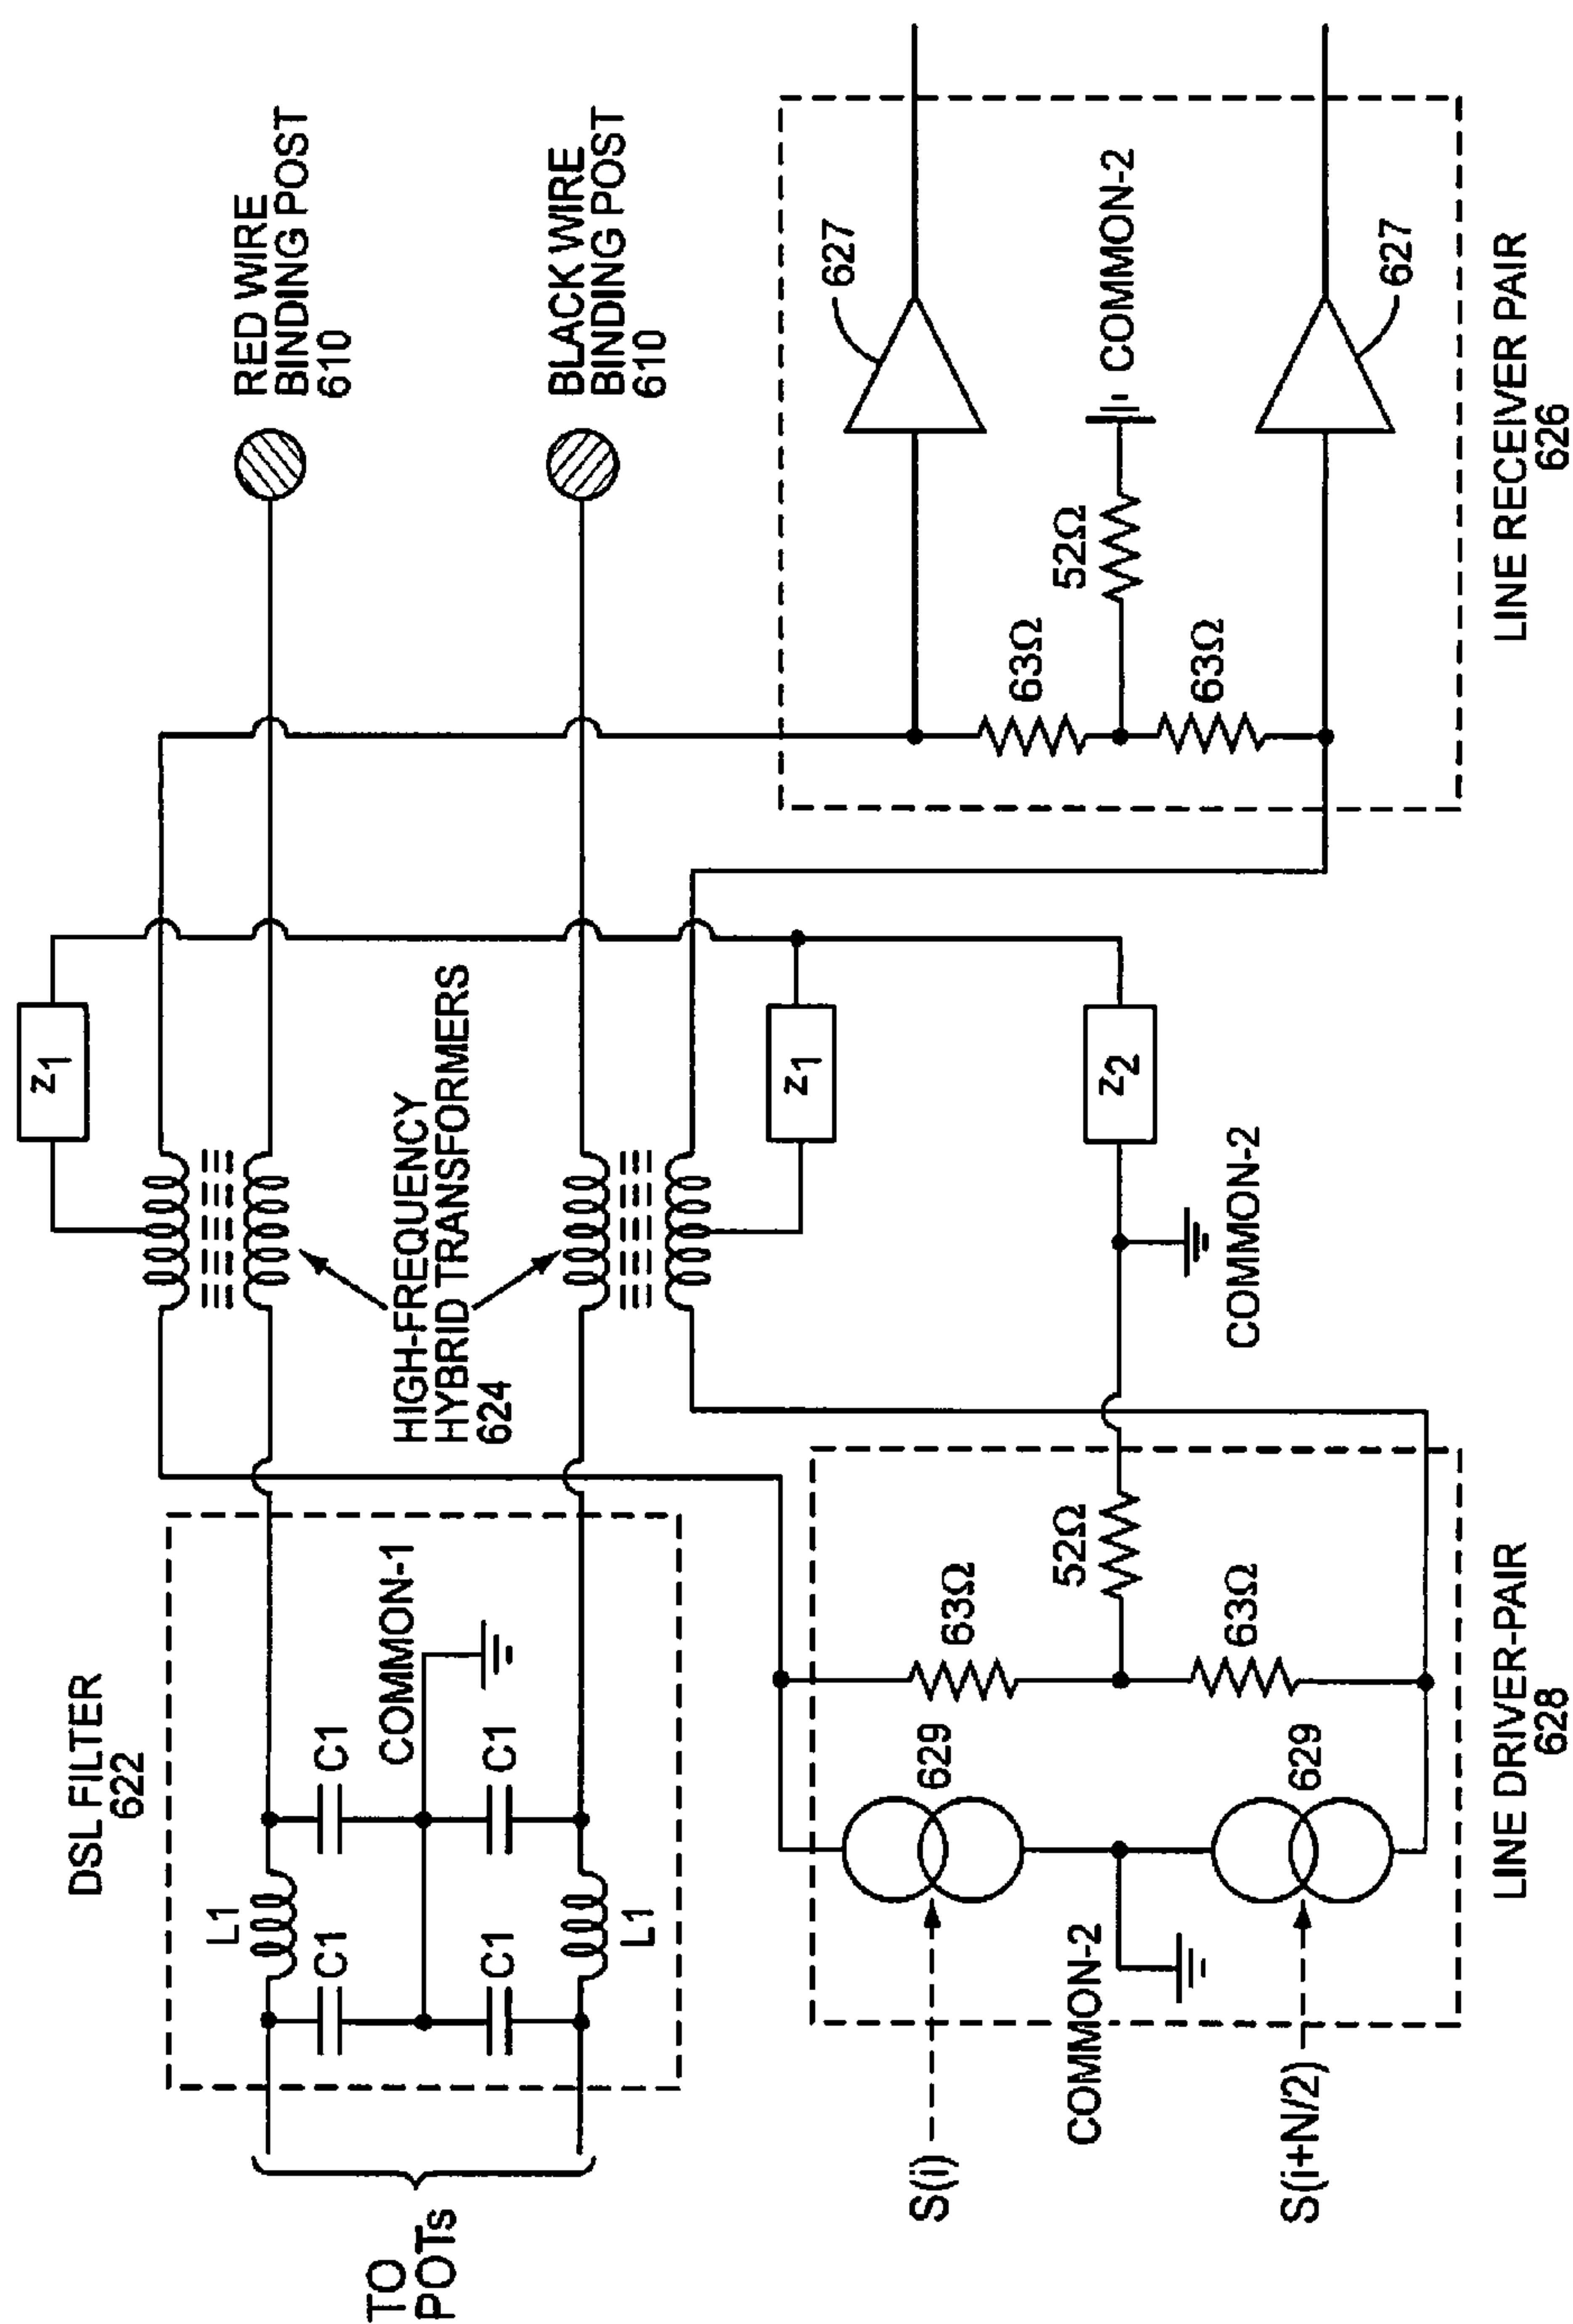 TO
POTs
DSL FILTER
622
L1
C1
C1
COMMON-1
C1
C1
L1
HIGH-FREQUENCY
HYBRID TRANSFORMERS
624
z1
z1
z2
COMMON-2
RED WIRE
BINDING POST
610
BLACK WIRE
BINDING POST
610
S(i)
S(i+N/2)
COMMON-2
629
629
63Ω
63Ω
52Ω
LINE DRIVER-PAIR
628
63Ω
63Ω
52Ω
COMMON-2
627
627
LINE RECEIVER PAIR
626